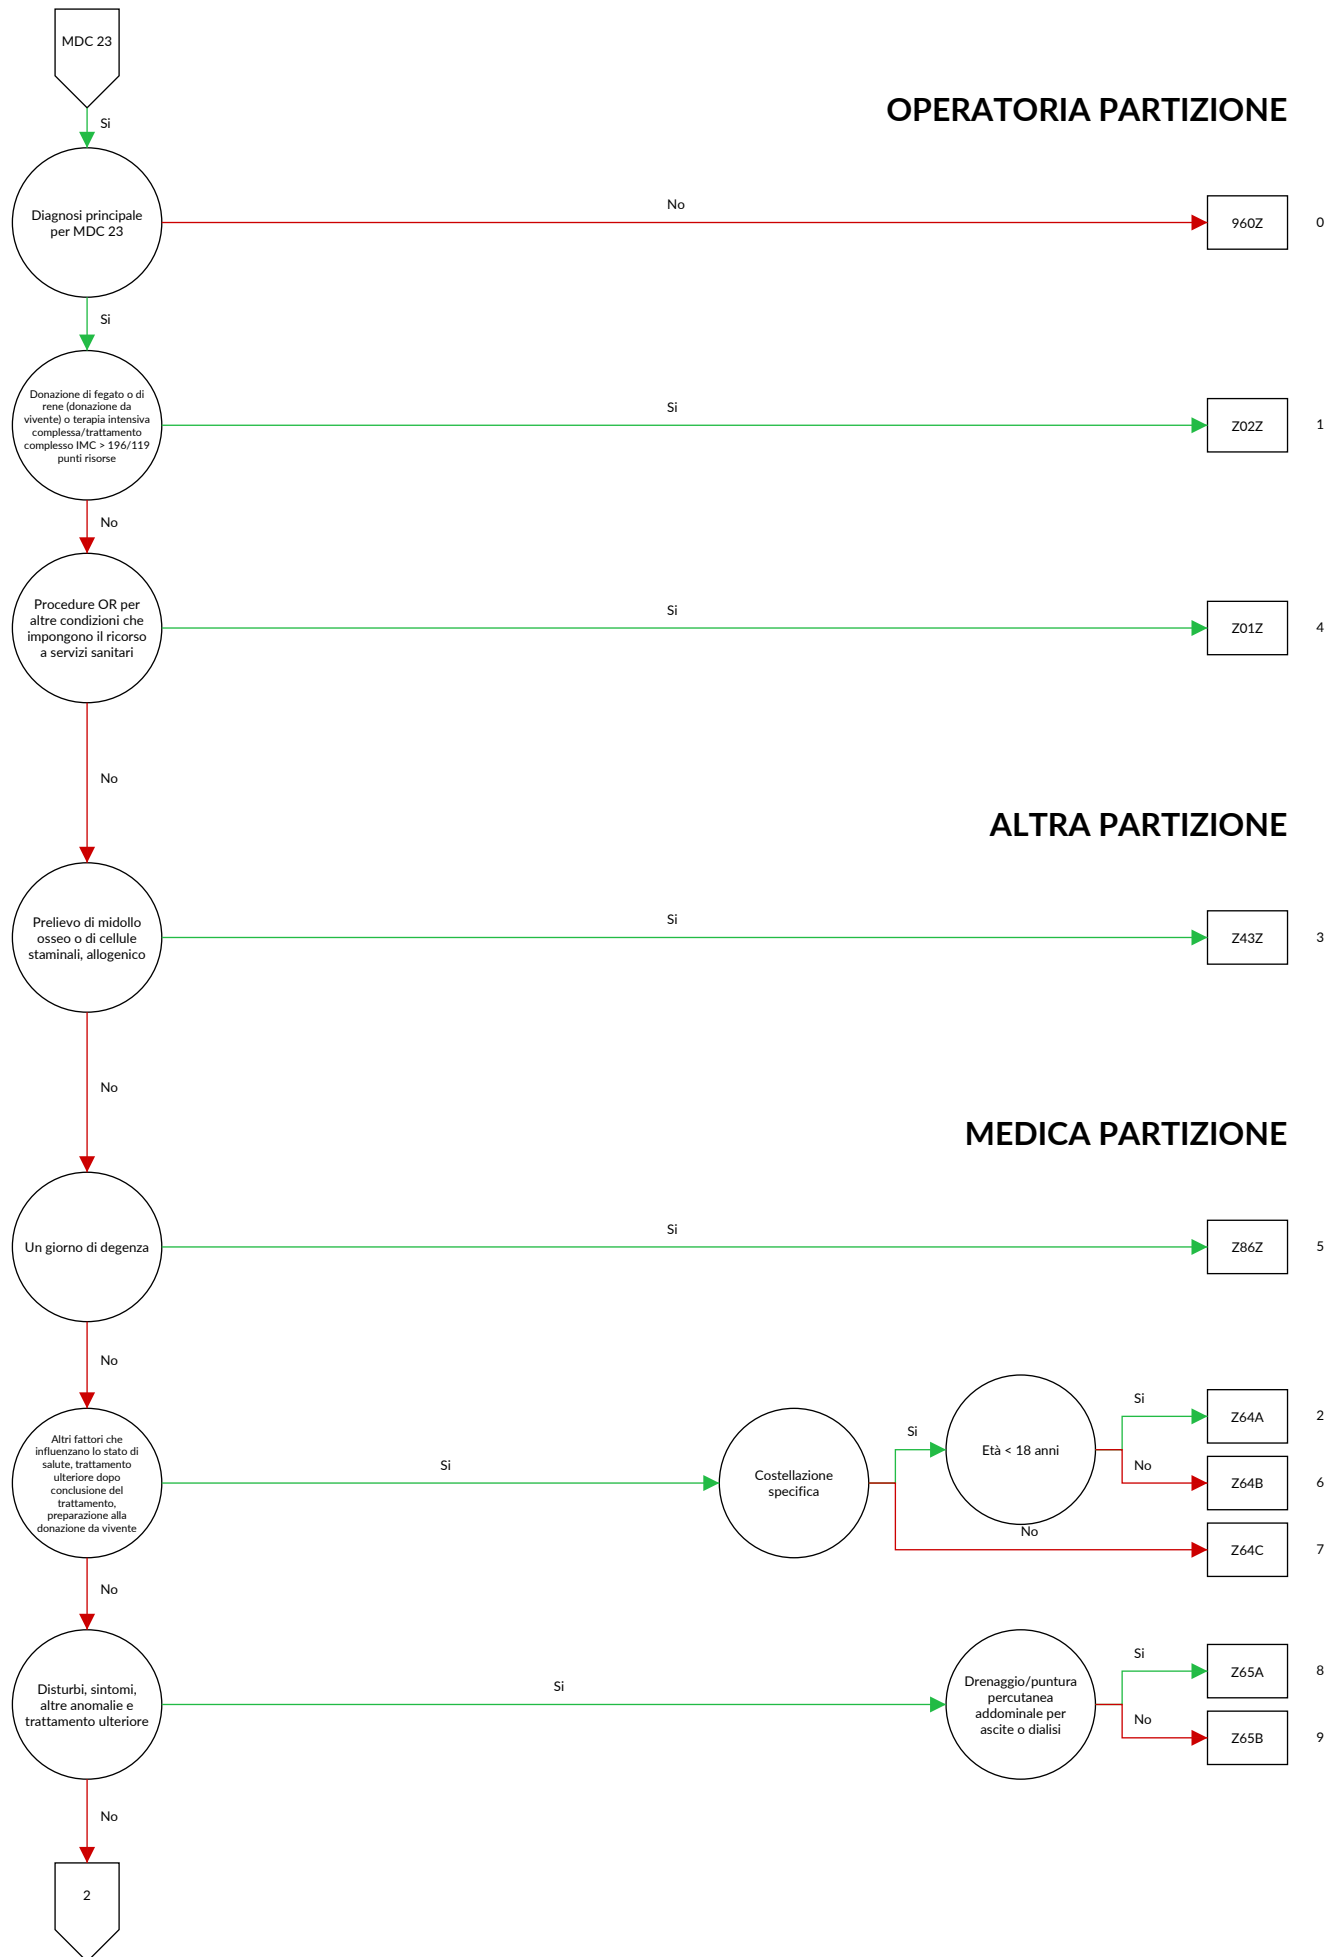 MDC 23
Si
OPERATORIA PARTIZIONE
Diagnosi principale
per MDC 23
No
960Z
0
Si
Donazione di fegato o di
rene (donazione da
vivente) o terapia intensiva
complessa/trattamento
complesso IMC > 196/119
punti risorse
Si
Z02Z
1
No
Procedure OR per
altre condizioni che
impongono il ricorso
a servizi sanitari
Si
Z01Z
4
No
ALTRA PARTIZIONE
Prelievo di midollo
osseo o di cellule
staminali, allogenico
Si
Z43Z
3
No
MEDICA PARTIZIONE
Un giorno di degenza
Si
Z86Z
5
No
Altri fattori che
influenzano lo stato di
salute, trattamento
ulteriore dopo
conclusione del
trattamento,
preparazione alla
donazione da vivente
Si
Costellazione
specifica
Si
Età < 18 anni
Si
Z64A
2
No
Z64B
6
No
Z64C
7
No
Disturbi, sintomi,
altre anomalie e
trattamento ulteriore
Si
Drenaggio/puntura
percutanea
addominale per
ascite o dialisi
Si
Z65A
8
No
Z65B
9
No
2